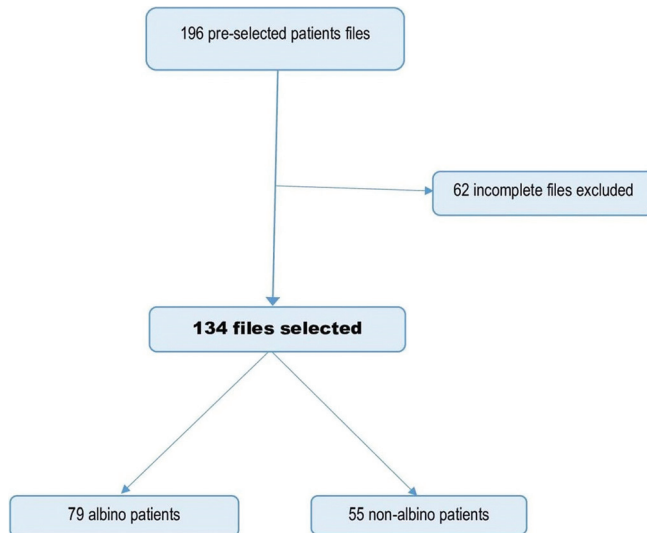 196 pre-selected patients files
62 incomplete files excluded
134 files selected
79 albino patients
55 non-albino patients